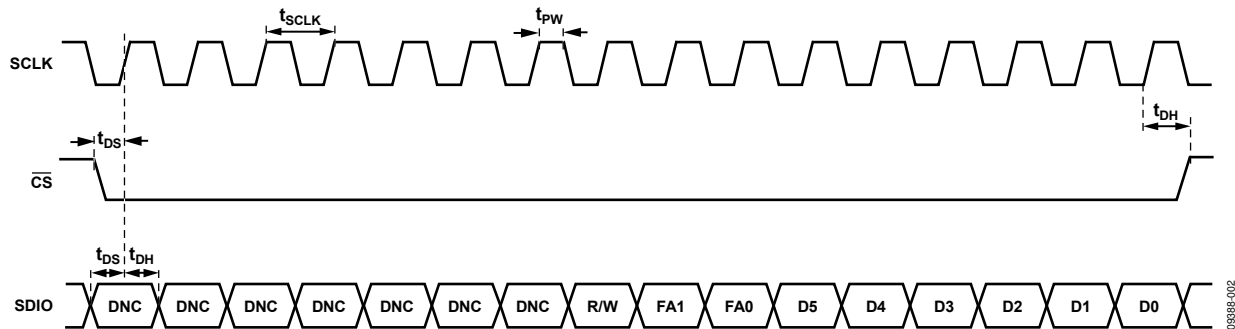 tSCLK
tPW
SCLK
tDH
tDS
CS
tDS tDH
SDIO DNC DNC DNC DNC DNC DNC DNC R/W FA1 FA0 D5 D4 D3 D2 D1 D0
09388-002